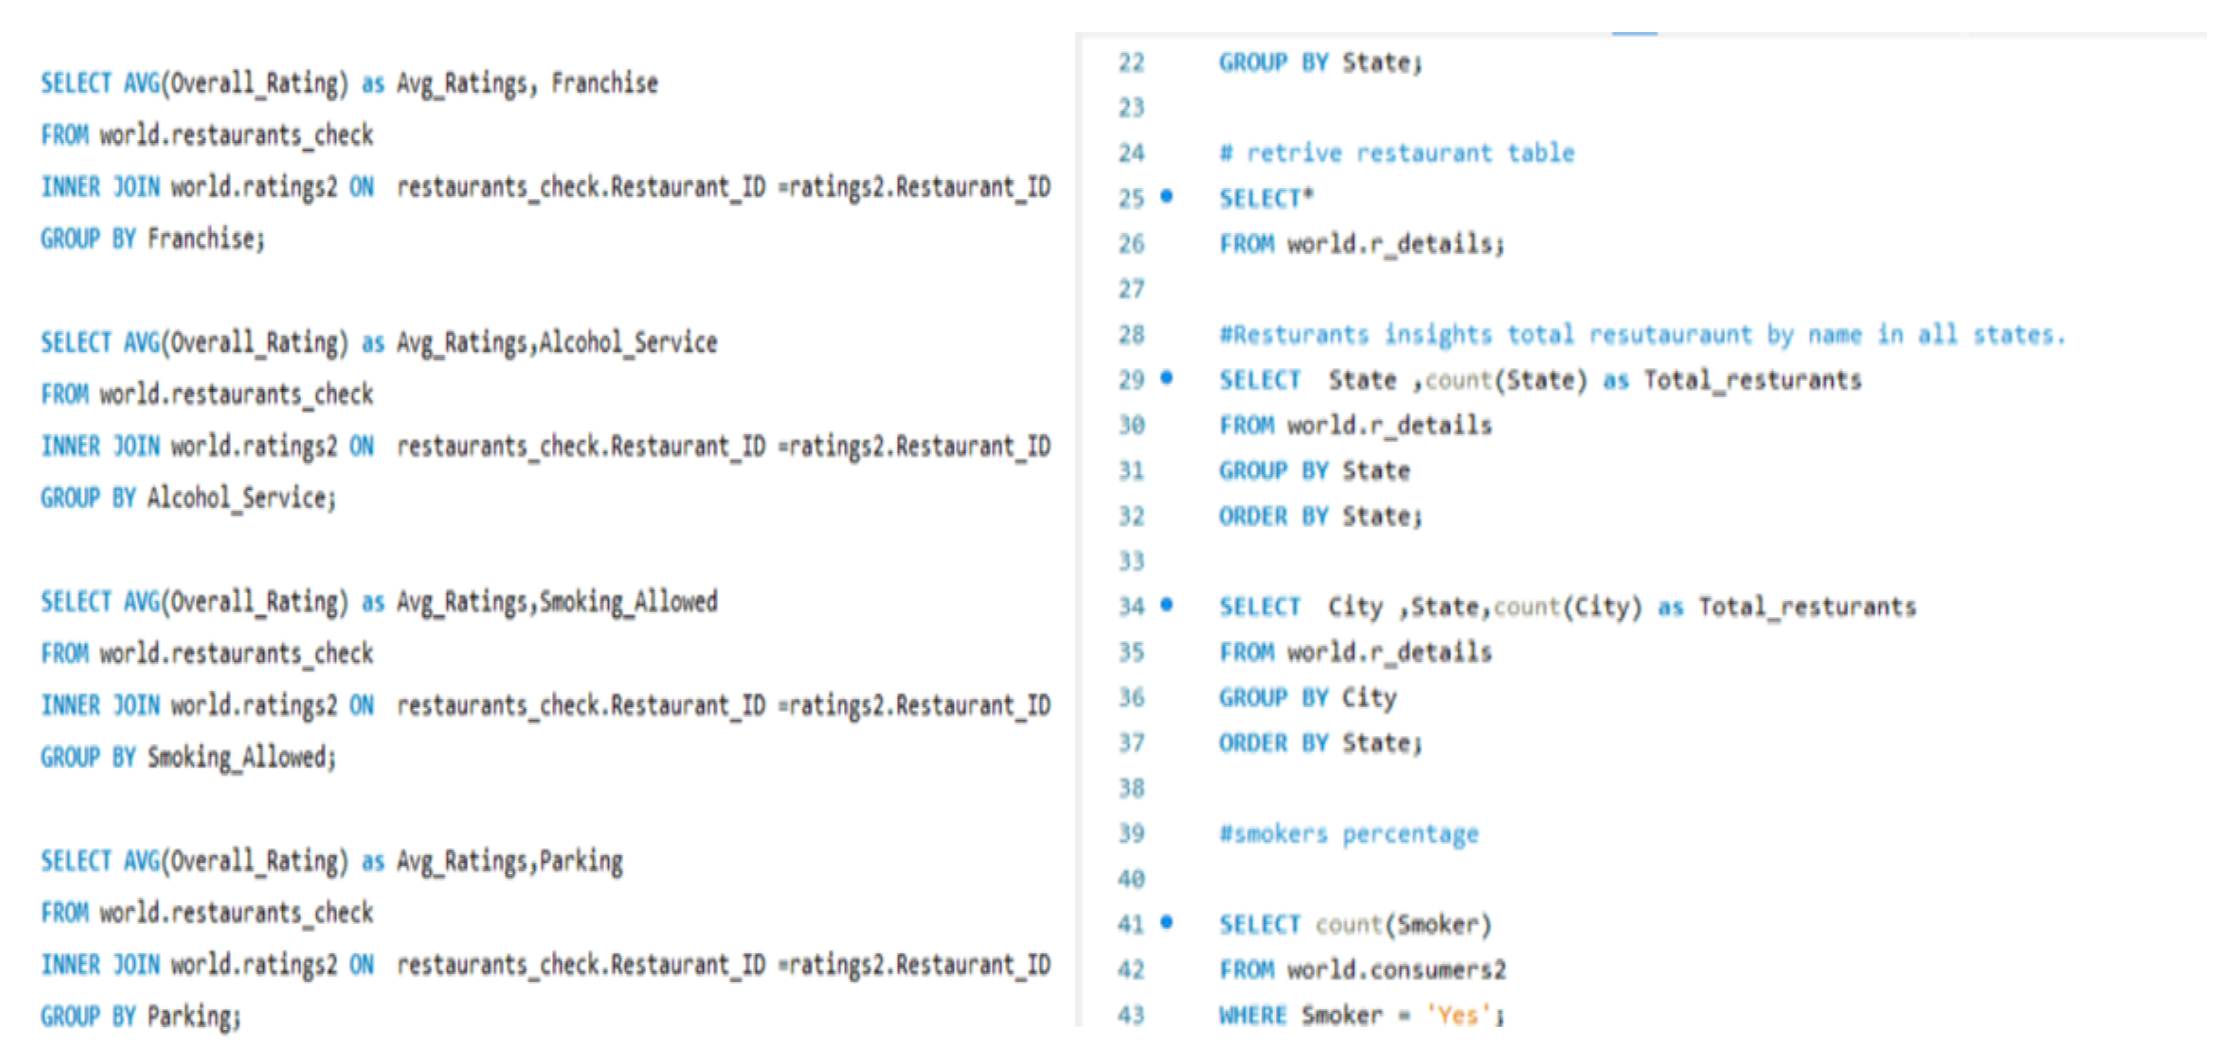 SELECT AVG(Overall_Rating) as Avg_Ratings, Franchise
FROM world.restaurants_check
INNER JOIN world.ratings2 ON  restaurants_check.Restaurant_ID =ratings2.Restaurant_ID
GROUP BY Franchise;
SELECT AVG(Overall_Rating) as Avg_Ratings,Alcohol_Service
FROM world.restaurants_check
INNER JOIN world.ratings2 ON  restaurants_check.Restaurant_ID =ratings2.Restaurant_ID
GROUP BY Alcohol_Service;
SELECT AVG(Overall_Rating) as Avg_Ratings,Smoking_Allowed
FROM world.restaurants_check
INNER JOIN world.ratings2 ON  restaurants_check.Restaurant_ID =ratings2.Restaurant_ID
GROUP BY Smoking_Allowed;
SELECT AVG(Overall_Rating) as Avg_Ratings,Parking
FROM world.restaurants_check
INNER JOIN world.ratings2 ON  restaurants_check.Restaurant_ID =ratings2.Restaurant_ID
GROUP BY Parking;
22 GROUP BY State;
23
24 # retrive restaurant table
25 SELECT*
26 FROM world.r_details;
27
28 #Resturants insights total resutauraunt by name in all states.
29 SELECT  State ,count(State) as Total_resturants
30 FROM world.r_details
31 GROUP BY State
32 ORDER BY State;
33
34 SELECT  City ,State,count(City) as Total_resturants
35 FROM world.r_details
36 GROUP BY City
37 ORDER BY State;
38
39 #smokers percentage
40
41 SELECT count(Smoker)
42 FROM world.consumers2
43 WHERE Smoker = 'Yes';